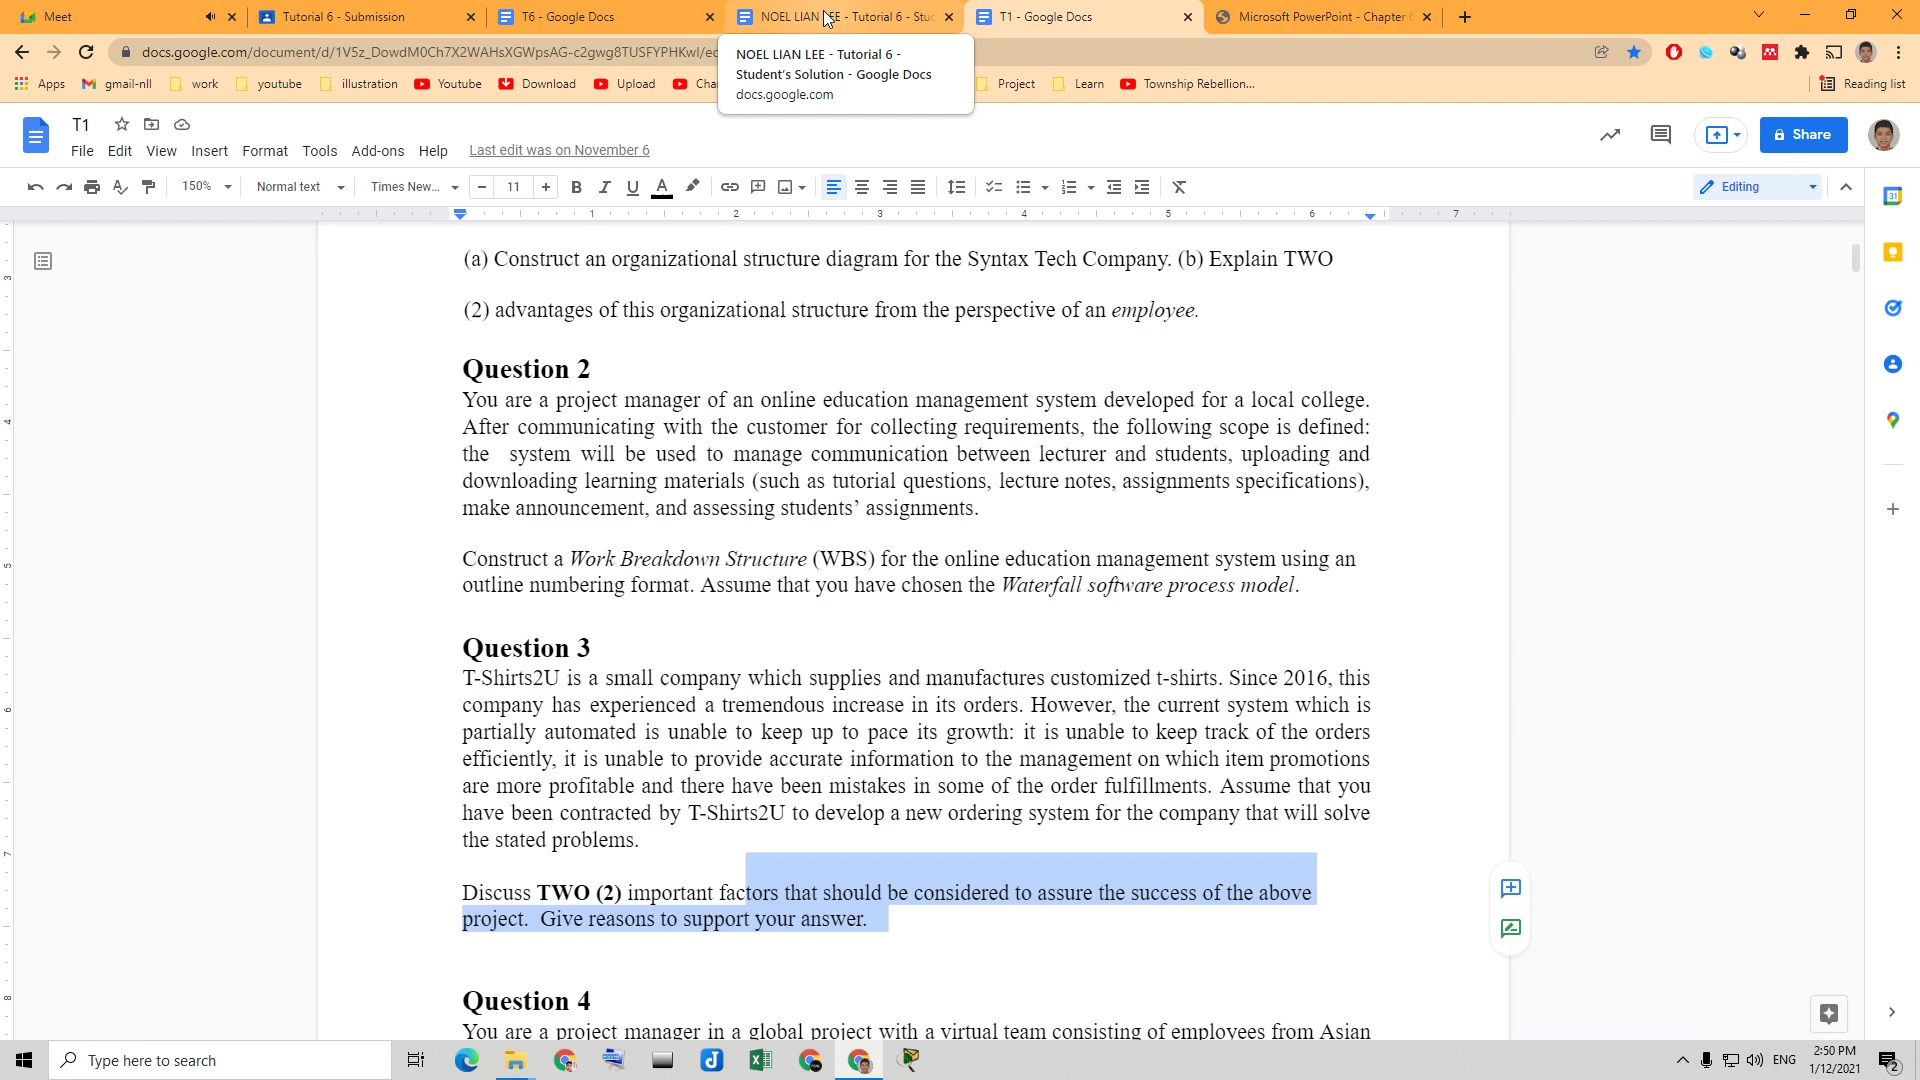 Meet
Tutorial 6 - Submission
T6 - Google Docs
NOEL LIAN LEE - Tutorial 6 - Stu
T1 - Google Docs
Microsoft PowerPoint - Chapter 6
docs.google.com/document/d/1V5z_DowdM0Ch7X2WAHsXGWpsAG-c2gwg8TUSFYPHKwl/ec
NOEL LIAN LEE - Tutorial 6 -
Student's Solution - Google Docs
docs.google.com
Apps
gmail-nll
work
youtube
illustration
Youtube
Download
Upload
Project
Learn
Township Rebellion...
Reading list
T1
File Edit View Insert Format Tools Add-ons Help Last edit was on November 6
Share
150% Normal text Times New... 11 Editing
1 2 3 4 5 6 7
(a) Construct an organizational structure diagram for the Syntax Tech Company. (b) Explain TWO
(2) advantages of this organizational structure from the perspective of an employee.
Question 2
You are a project manager of an online education management system developed for a local college.
After communicating with the customer for collecting requirements, the following scope is defined:
the system will be used to manage communication between lecturer and students, uploading and
downloading learning materials (such as tutorial questions, lecture notes, assignments specifications),
make announcement, and assessing students' assignments.
Construct a Work Breakdown Structure (WBS) for the online education management system using an
outline numbering format. Assume that you have chosen the Waterfall software process model.
Question 3
T-Shirts2U is a small company which supplies and manufactures customized t-shirts. Since 2016, this
company has experienced a tremendous increase in its orders. However, the current system which is
partially automated is unable to keep up to pace its growth: it is unable to keep track of the orders
efficiently, it is unable to provide accurate information to the management on which item promotions
are more profitable and there have been mistakes in some of the order fulfillments. Assume that you
have been contracted by T-Shirts2U to develop a new ordering system for the company that will solve
the stated problems.
Discuss TWO (2) important factors that should be considered to assure the success of the above
project. Give reasons to support your answer.
Question 4
You are a project manager in a global project with a virtual team consisting of employees from Asian
Type here to search
ENG
2:50 PM
1/12/2021
2